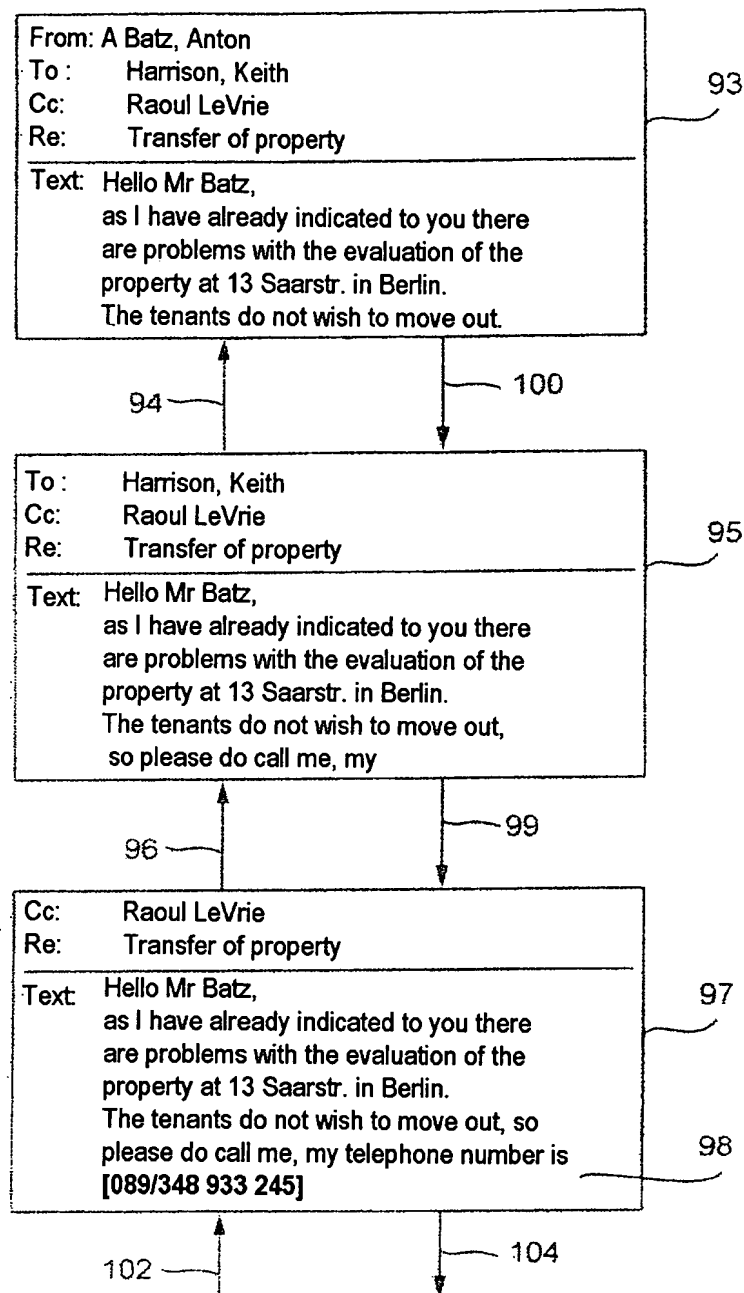 From: A Batz, Anton
To : Harrison, Keith
Cc: Raoul LeVrie
Re: Transfer of property
93
Text: Hello Mr Batz,
as I have already indicated to you there
are problems with the evaluation of the
property at 13 Saarstr. in Berlin.
The tenants do not wish to move out.
94
100
To : Harrison, Keith
Cc: Raoul LeVrie
Re: Transfer of property
95
Text: Hello Mr Batz,
as I have already indicated to you there
are problems with the evaluation of the
property at 13 Saarstr. in Berlin.
The tenants do not wish to move out,
so please do call me, my
96
99
Cc: Raoul LeVrie
Re: Transfer of property
Text Hello Mr Batz,
97
as I have already indicated to you there
are problems with the evaluation of the
property at 13 Saarstr. in Berlin.
The tenants do not wish to move out, so
please do call me, my telephone number is
98
[089/348 933 245]
102
104